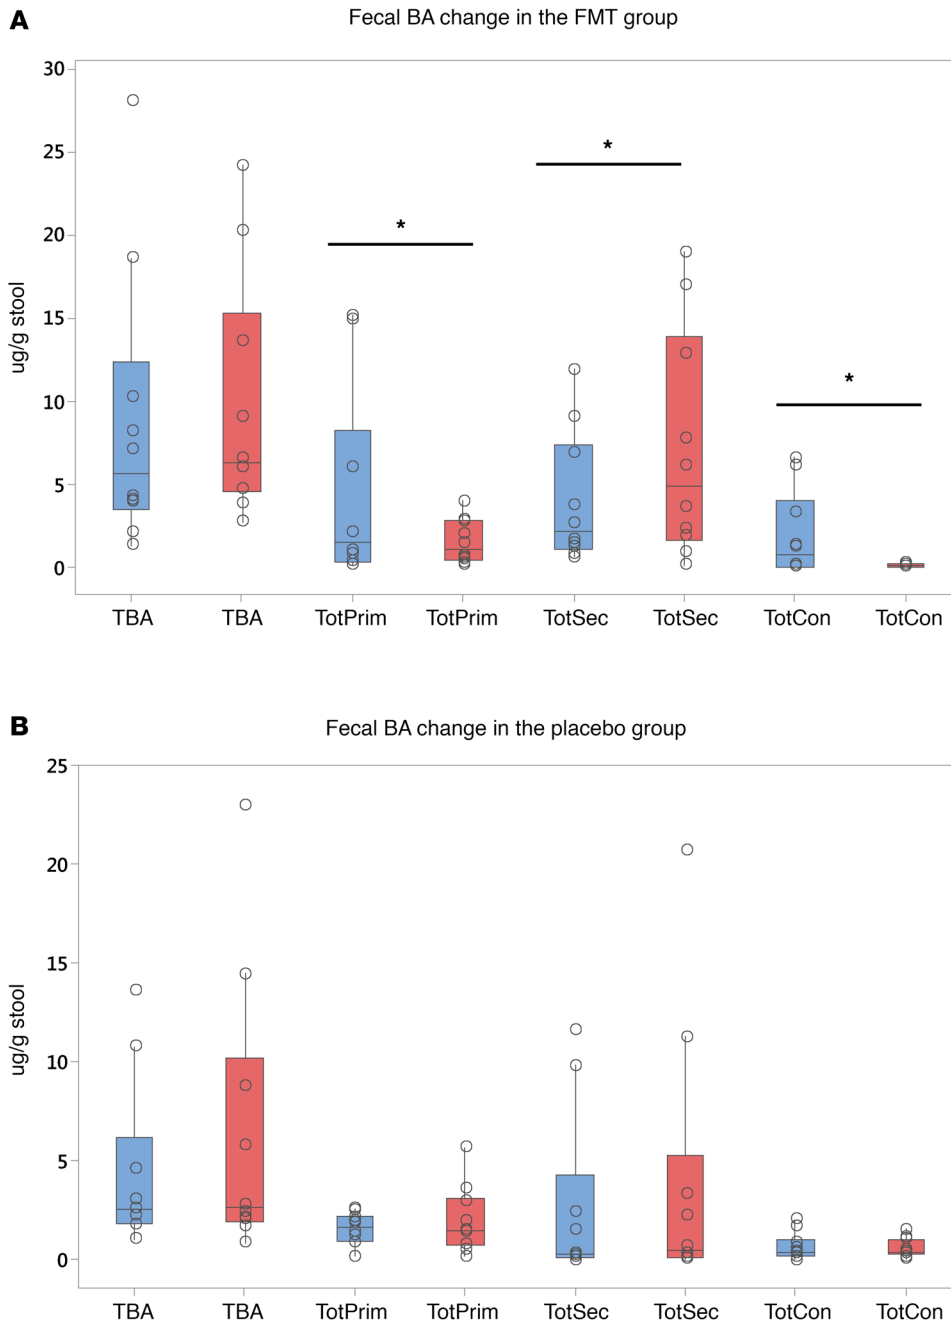 A
Fecal BA change in the FMT group
30
25
20
15
10
5
0
ug/g stool
*
*
*
TBA TBA TotPrim TotPrim TotSec TotSec TotCon TotCon
B
Fecal BA change in the placebo group
25
20
15
10
5
0
ug/g stool
TBA TBA TotPrim TotPrim TotSec TotSec TotCon TotCon